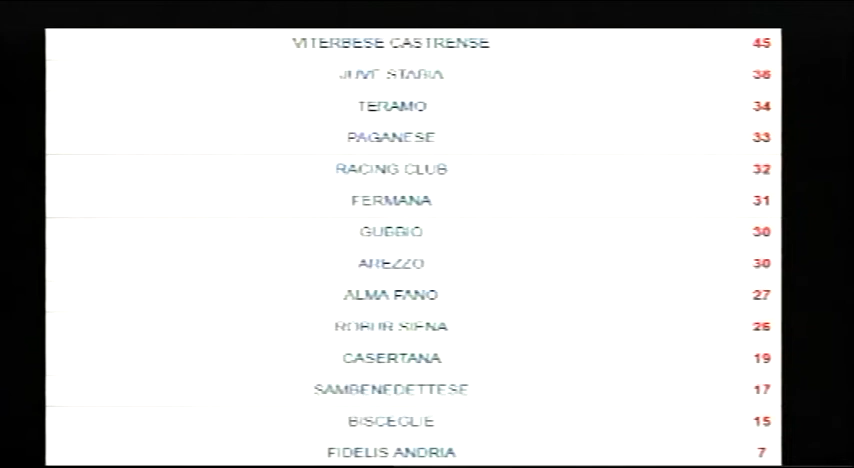 VITERBESE CASTRENSE 45
JUVE STABIA 36
TERAMO 34
PAGANESE 33
RACING CLUB 32
FERMANA 31
GUBBIO 30
AREZZO 30
ALMA FANO 27
ROBUR SIENA 26
CASERTANA 19
SAMBENEDETTESE 17
BISCEGLIE 15
FIDELIS ANDRIA 7